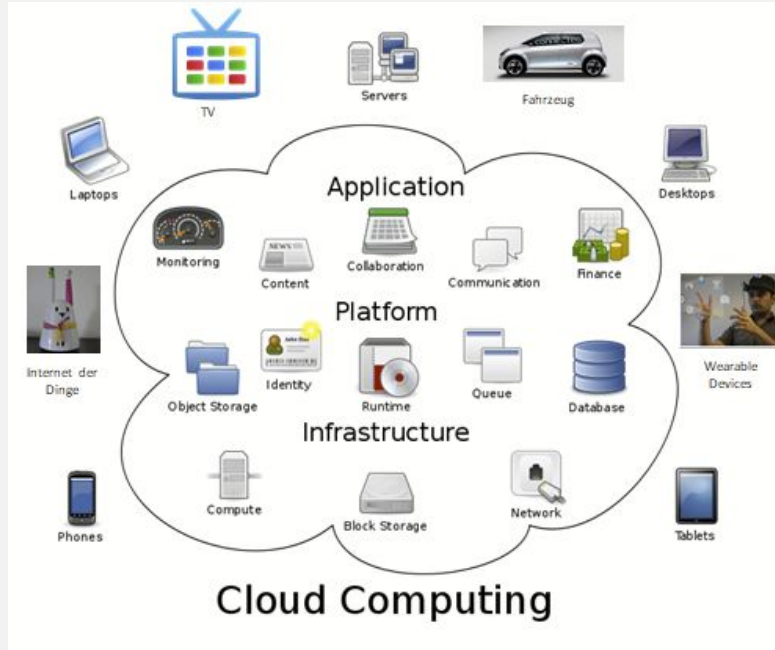 TV
Servers
Fahrzeug
Laptops
Desktops
Application
Monitoring
NEWS
Content
Collaboration
Communication
Finance
Internet der
Dinge
Platform
Wearable
Devices
Object Storage
Identity
Runtime
Queue
Database
Infrastructure
Compute
Block Storage
Network
Phones
Tablets
Cloud Computing